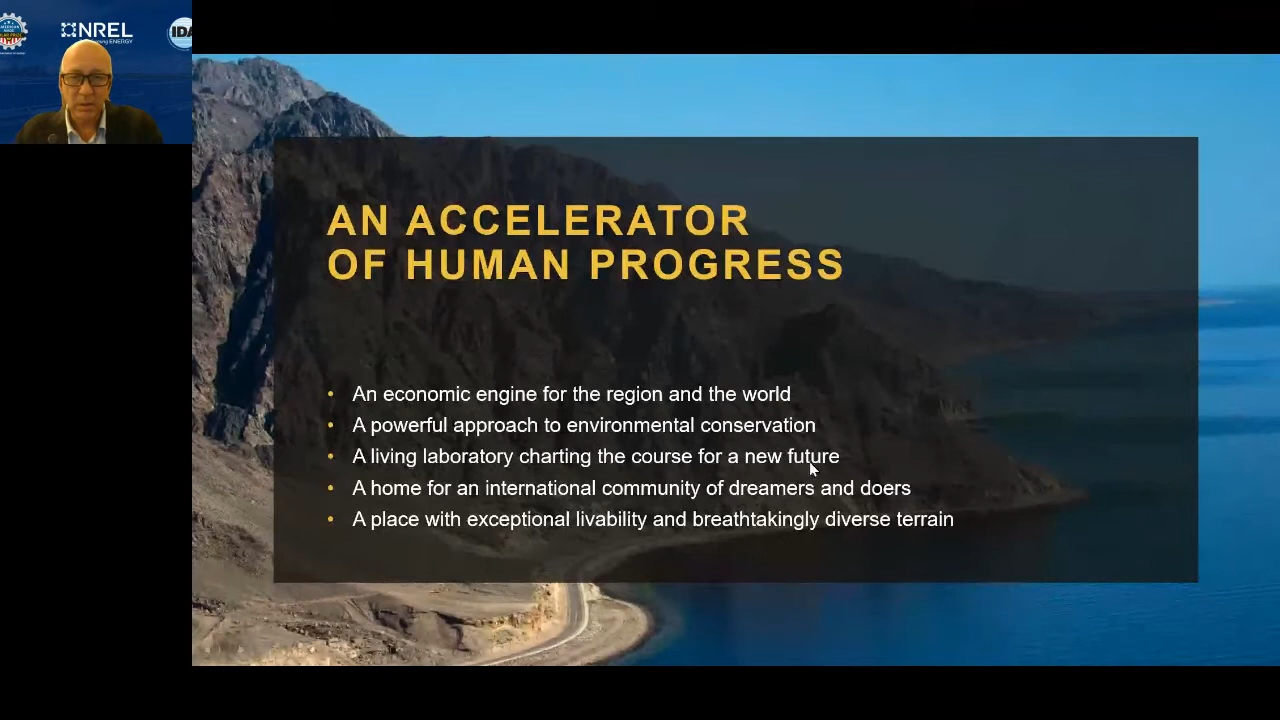 NREL
IDA
AN ACCELERATOR
OF HUMAN PROGRESS
• An economic engine for the region and the world
• A powerful approach to environmental conservation
• A living laboratory charting the course for a new future
• A home for an international community of dreamers and doers
• A place with exceptional livability and breathtakingly diverse terrain